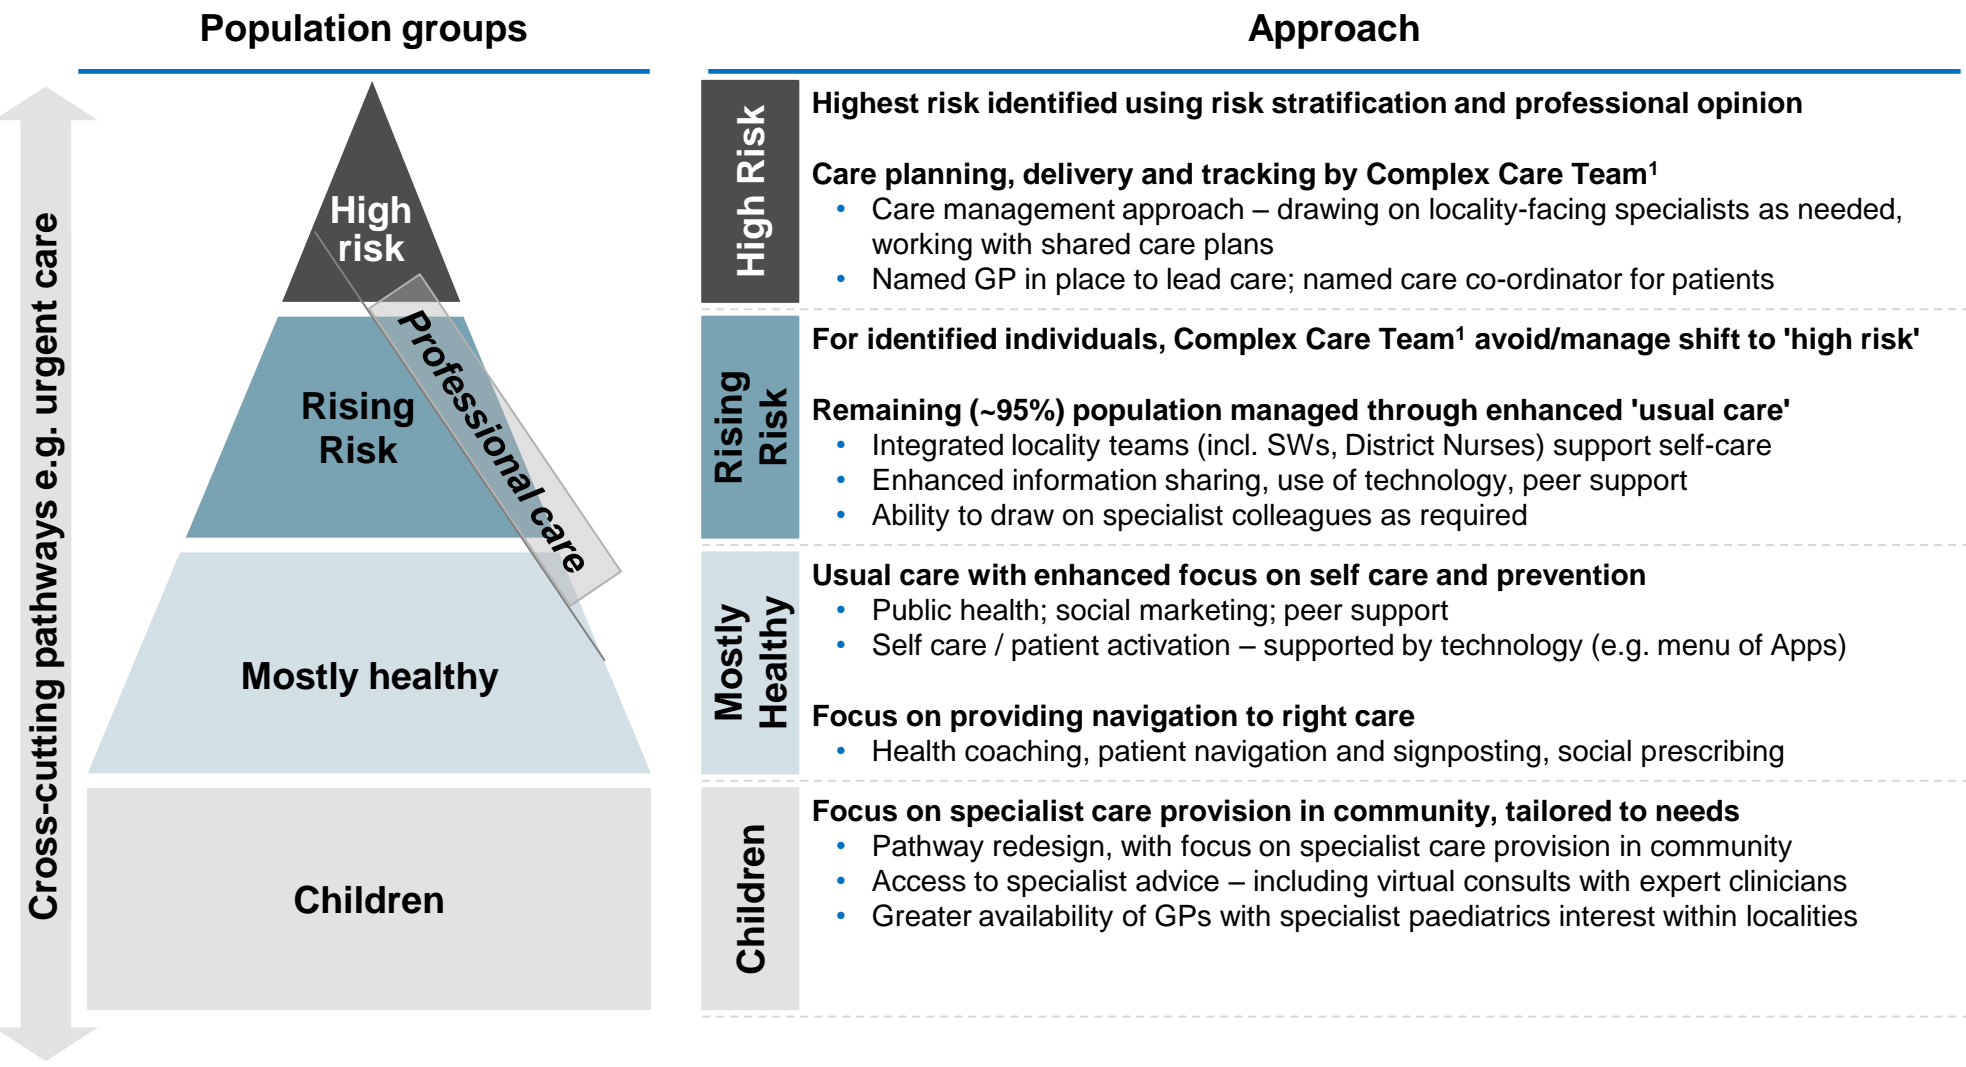 Population groups
Approach
Cross-cutting pathways e.g. urgent care
High
risk
Rising
Risk
Professional care
Mostly healthy
Children
High Risk
Highest risk identified using risk stratification and professional opinion
Care planning, delivery and tracking by Complex Care Team¹
• Care management approach – drawing on locality-facing specialists as needed,
working with shared care plans
• Named GP in place to lead care; named care co-ordinator for patients
Rising
Risk
For identified individuals, Complex Care Team¹ avoid/manage shift to 'high risk'
Remaining (~95%) population managed through enhanced 'usual care'
• Integrated locality teams (incl. SWs, District Nurses) support self-care
• Enhanced information sharing, use of technology, peer support
• Ability to draw on specialist colleagues as required
Mostly
Healthy
Usual care with enhanced focus on self care and prevention
• Public health; social marketing; peer support
• Self care / patient activation – supported by technology (e.g. menu of Apps)
Focus on providing navigation to right care
• Health coaching, patient navigation and signposting, social prescribing
Children
Focus on specialist care provision in community, tailored to needs
• Pathway redesign, with focus on specialist care provision in community
• Access to specialist advice – including virtual consults with expert clinicians
• Greater availability of GPs with specialist paediatrics interest within localities